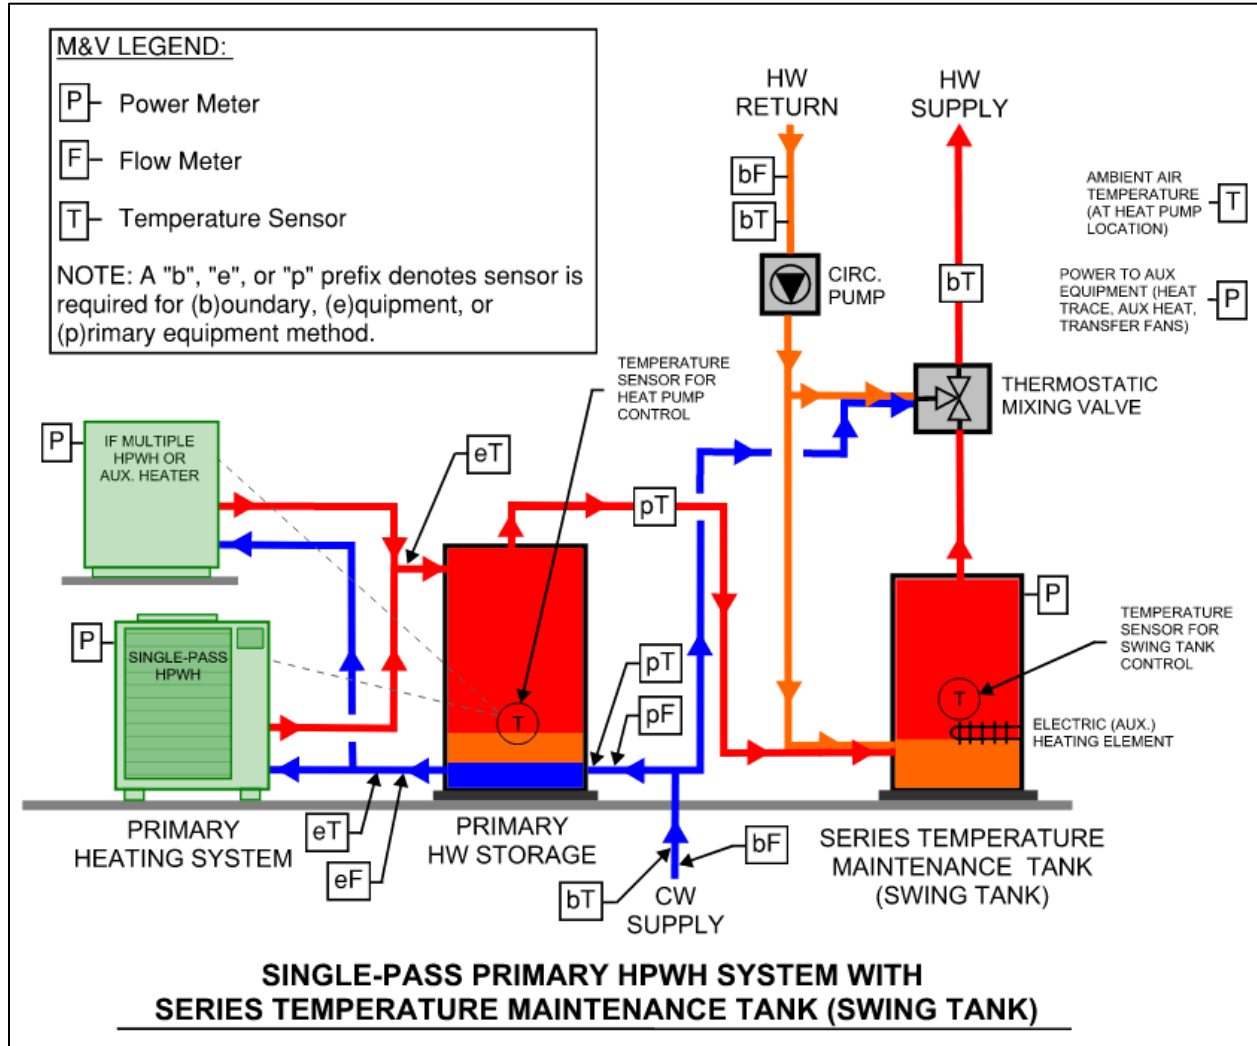 M&V LEGEND:
P Power Meter
F Flow Meter
T Temperature Sensor
NOTE: A "b", "e", or "p" prefix denotes sensor is
required for (b)oundary, (e)quipment, or
(p)rimary equipment method.
HW
RETURN
HW
SUPPLY
bF
bT
CIRC.
PUMP
bT
AMBIENT AIR
TEMPERATURE
(AT HEAT PUMP
LOCATION)
T
POWER TO AUX
EQUIPMENT (HEAT
TRACE, AUX HEAT,
TRANSFER FANS)
P
TEMPERATURE
SENSOR FOR
HEAT PUMP
CONTROL
THERMOSTATIC
MIXING VALVE
P
IF MULTIPLE
HPWH OR
AUX. HEATER
eT
pT
P
SINGLE-PASS
HPWH
T
pT
pF
P
T
TEMPERATURE
SENSOR FOR
SWING TANK
CONTROL
ELECTRIC (AUX.)
HEATING ELEMENT
PRIMARY
HEATING SYSTEM
eT
eF
PRIMARY
HW STORAGE
bT
bF
CW
SUPPLY
SERIES TEMPERATURE
MAINTENANCE TANK
(SWING TANK)
SINGLE-PASS PRIMARY HPWH SYSTEM WITH
SERIES TEMPERATURE MAINTENANCE TANK (SWING TANK)